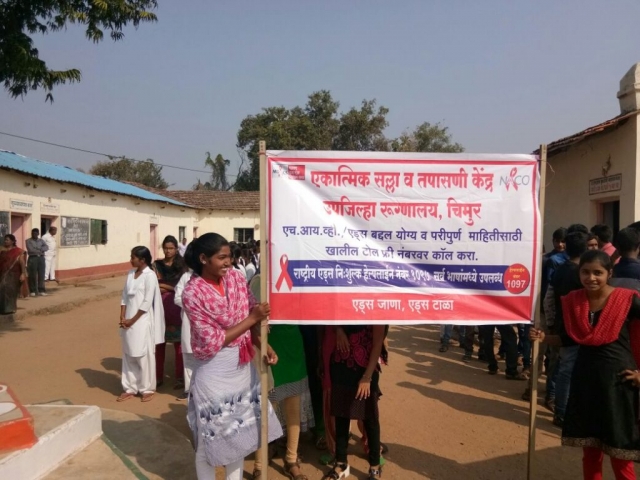 एकात्मिक सल्ला व तपासणी केंद्र
NACO
उपजिल्हा रूग्णालय, चिमुर
एच.आय.व्ही./एड्स बद्दल योग्य व परीपुर्ण माहितीसाठी
खालील टोल फ्री नंबरवर कॉल करा.
राष्ट्रीय एड्स निःशुल्क हेल्पलाईन नंबर १०९७ सर्व भाषांमध्ये उपलब्ध
1097
एड्स जाणा, एड्स टाळा